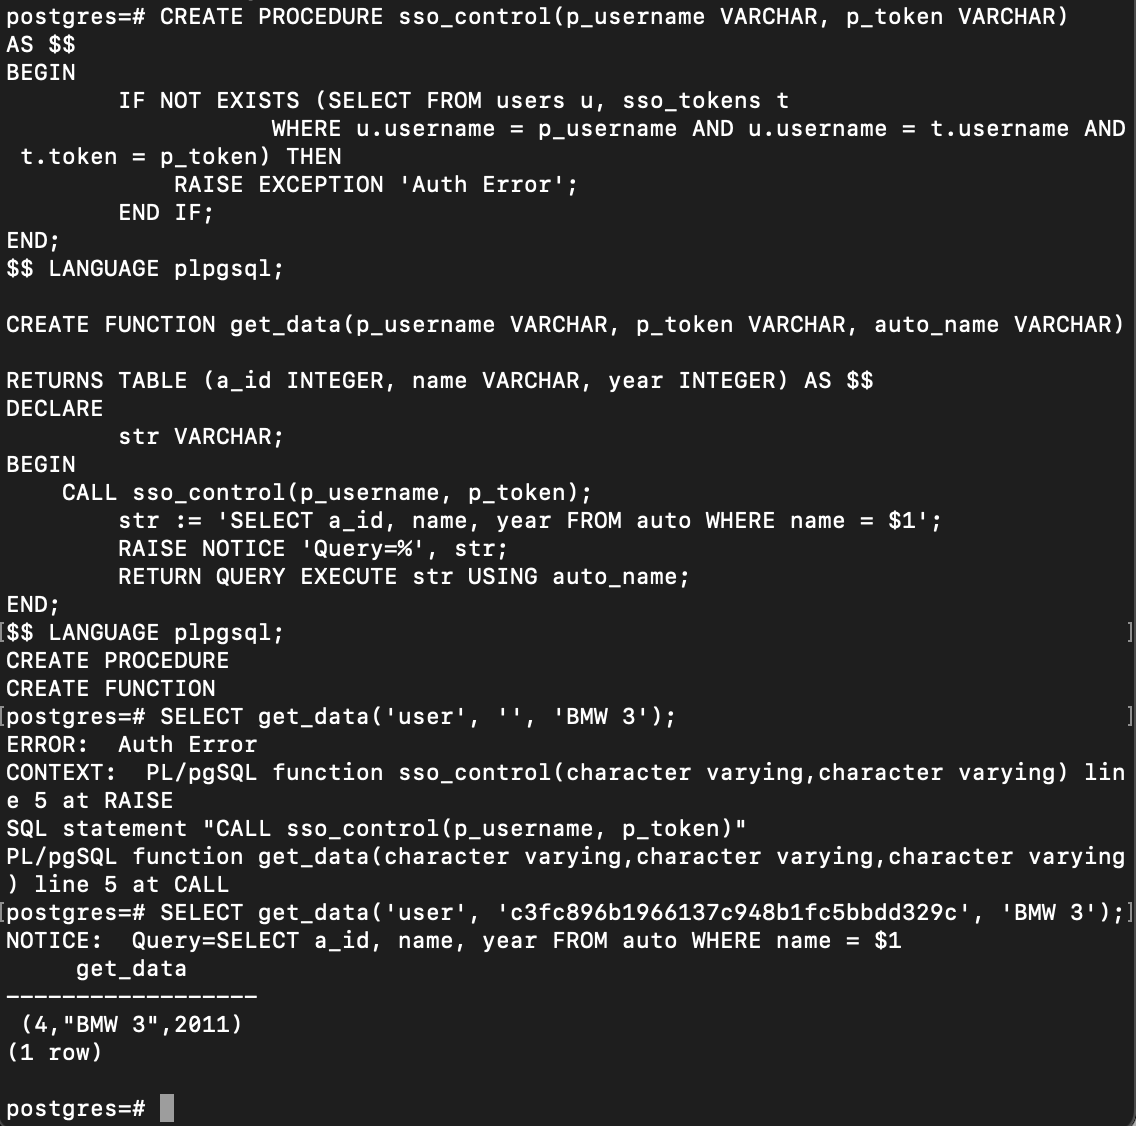 postgres=# CREATE PROCEDURE sso_control(p_username VARCHAR, p_token VARCHAR)
AS $$
BEGIN
        IF NOT EXISTS (SELECT FROM users u, sso_tokens t
                   WHERE u.username = p_username AND u.username = t.username AND
 t.token = p_token) THEN
            RAISE EXCEPTION 'Auth Error';
        END IF;
END;
$$ LANGUAGE plpgsql;

CREATE FUNCTION get_data(p_username VARCHAR, p_token VARCHAR, auto_name VARCHAR)

RETURNS TABLE (a_id INTEGER, name VARCHAR, year INTEGER) AS $$
DECLARE
        str VARCHAR;
BEGIN
    CALL sso_control(p_username, p_token);
        str := 'SELECT a_id, name, year FROM auto WHERE name = $1';
        RAISE NOTICE 'Query=%', str;
        RETURN QUERY EXECUTE str USING auto_name;
END;
[$$ LANGUAGE plpgsql;                                                            ]
CREATE PROCEDURE
CREATE FUNCTION
[postgres=# SELECT get_data('user', '', 'BMW 3');                                ]
ERROR:  Auth Error
CONTEXT:  PL/pgSQL function sso_control(character varying,character varying) lin
e 5 at RAISE
SQL statement "CALL sso_control(p_username, p_token)"
PL/pgSQL function get_data(character varying,character varying,character varying
) line 5 at CALL
[postgres=# SELECT get_data('user', 'c3fc896b1966137c948b1fc5bbdd329c', 'BMW 3');]
NOTICE:  Query=SELECT a_id, name, year FROM auto WHERE name = $1
     get_data
------------------
 (4,"BMW 3",2011)
(1 row)

postgres=#